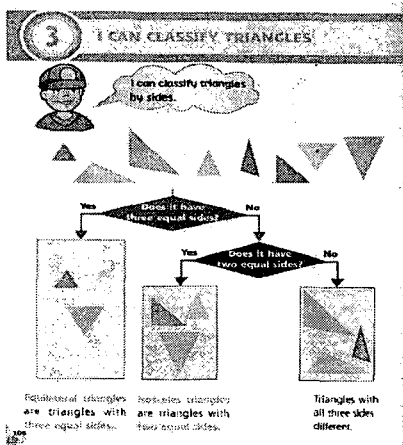 3
I CAN CLASSIFY TRIANGLES
I can classify triangles
by sides.
Does it have
three equal sides?
Yes
No
Does it have
two equal sides?
Yes
No
Equilateral triangles
are triangles with
three equal sides.
Isosceles triangles
are triangles with
two equal sides.
Triangles with
all three sides
different.
106